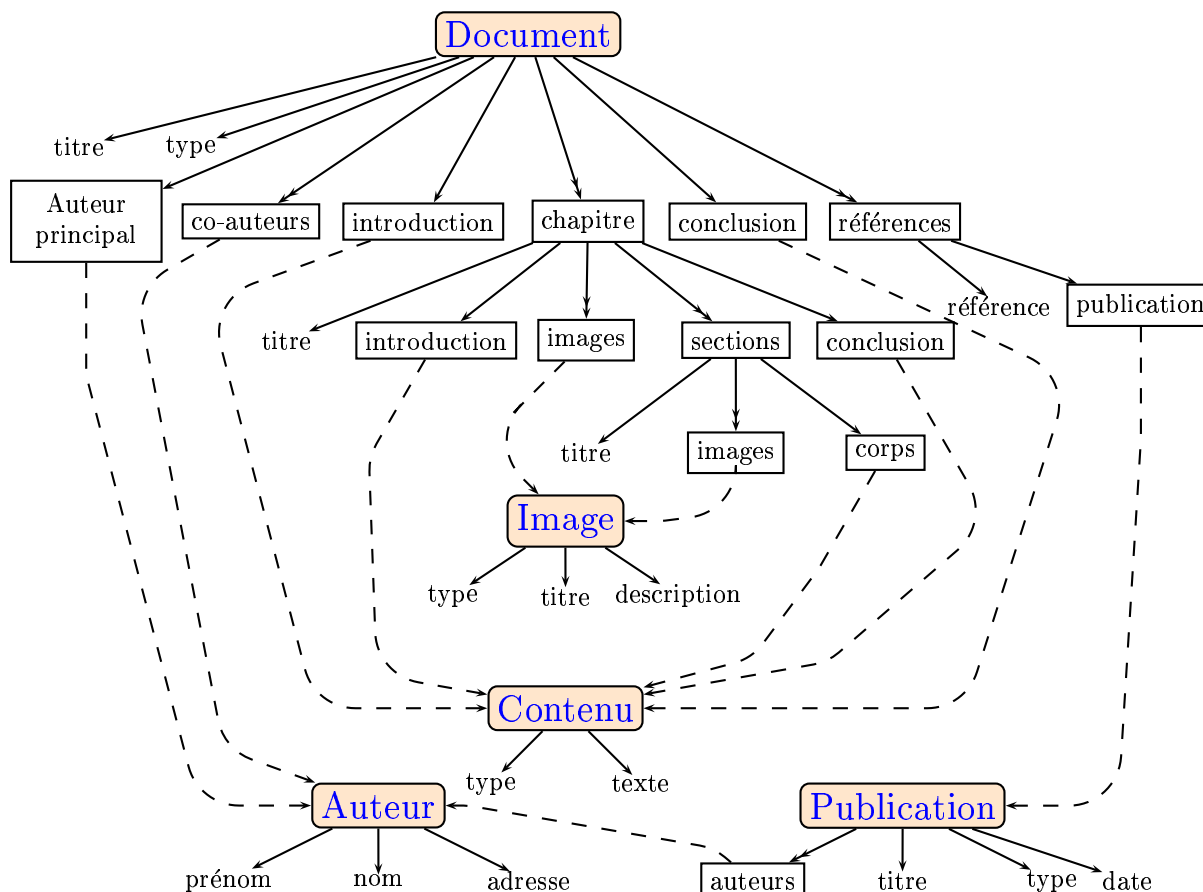 Document
titre
type
Auteur
principal
co-auteurs
introduction
chapitre
conclusion
références
titre
introduction
images
sections
conclusion
référence
publication
titre
images
corps
Image
type
titre
description
Contenu
type
texte
Auteur
Publication
prénom
nom
adresse
auteurs
titre
type
date